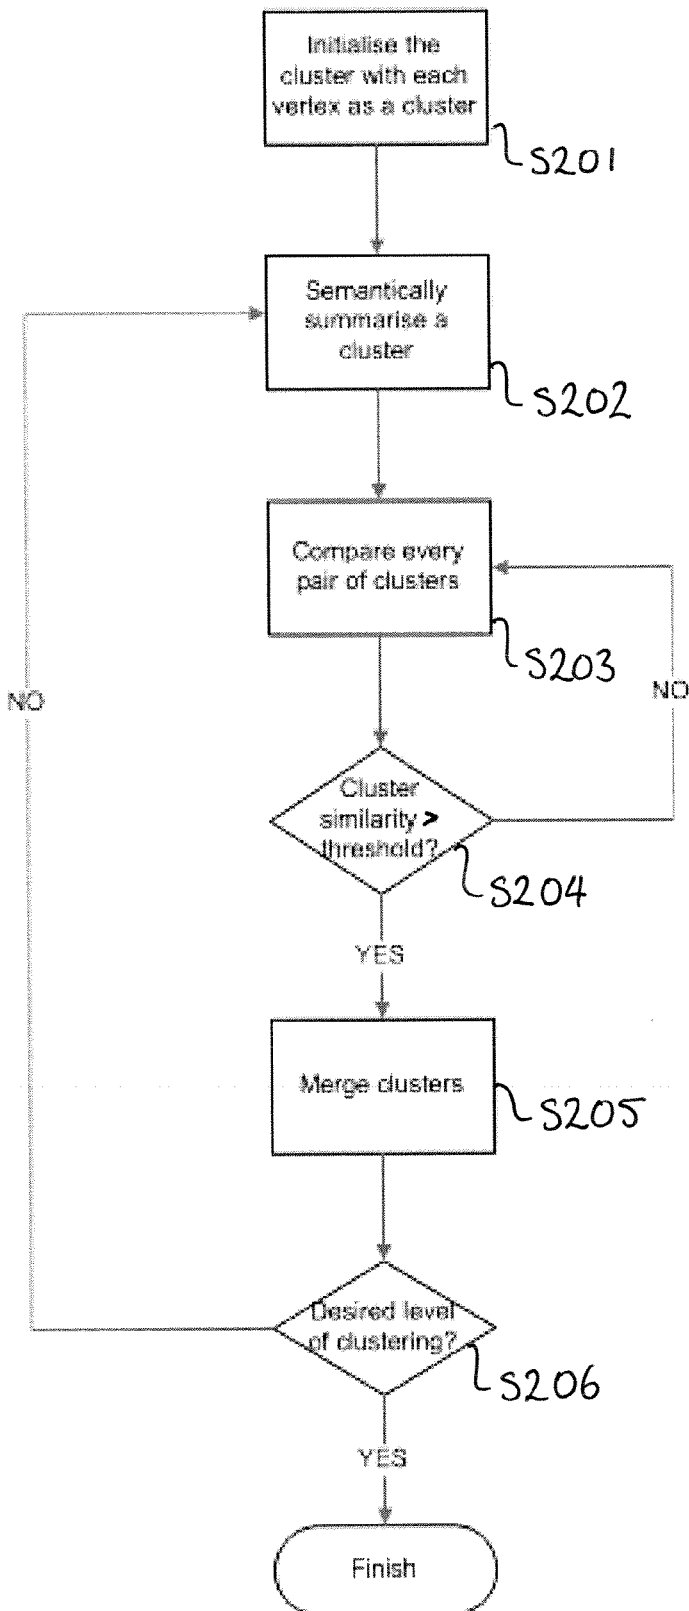 Initialise the
cluster with each
vertex as a cluster
S201
Semantically
summarise a
cluster
S202
Compare every
pair of clusters
S203
NO
NO
Cluster
similarity >
threshold?
S204
YES
Merge clusters
S205
Desired level
of clustering?
S206
YES
Finish